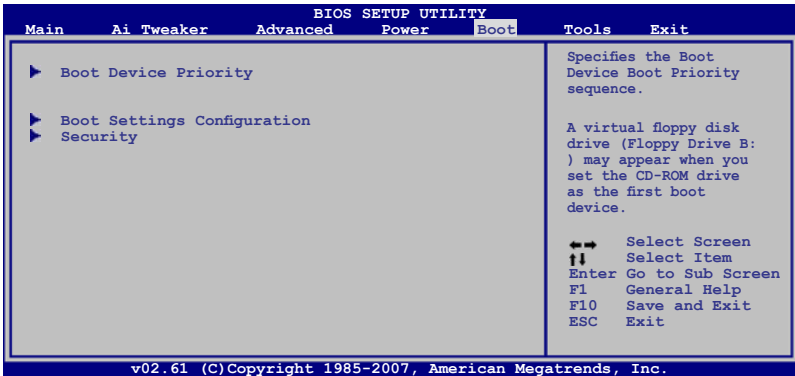 BIOS SETUP UTILITY
Main Ai Tweaker Advanced Power Boot Tools Exit
Boot Device Priority
Boot Settings Configuration
Security
Specifies the Boot
Device Boot Priority
sequence.
A virtual floppy disk
drive (Floppy Drive B:
) may appear when you
set the CD-ROM drive
as the first boot
device.
Select Screen
Select Item
Enter Go to Sub Screen
F1 General Help
F10 Save and Exit
ESC Exit
v02.61 (C)Copyright 1985-2007, American Megatrends, Inc.